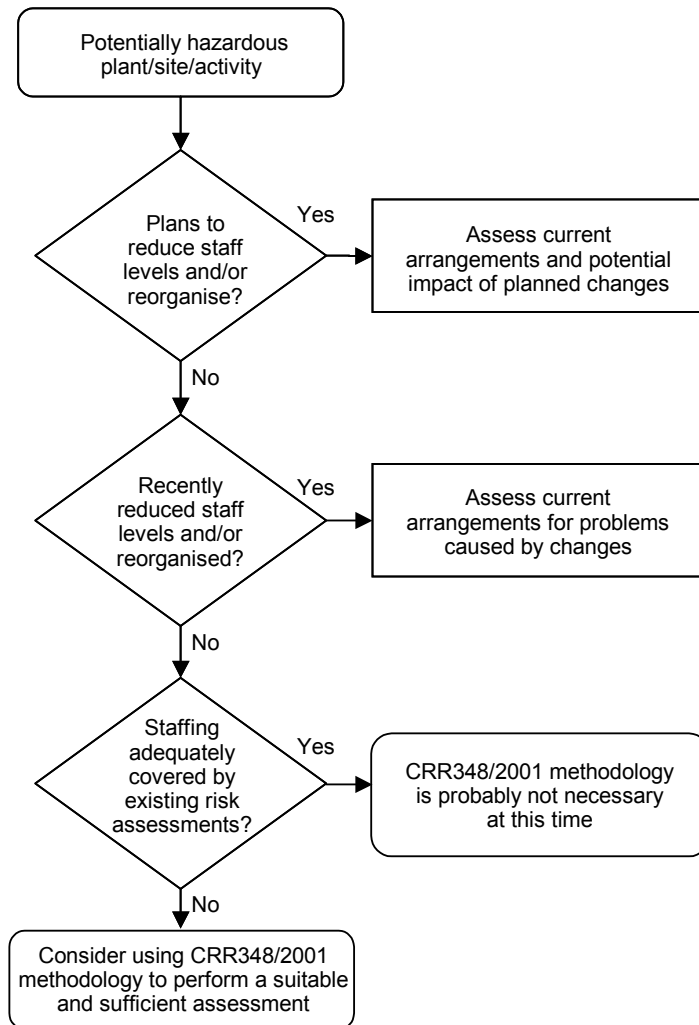 Potentially hazardous
plant/site/activity
Plans to
reduce staff
levels and/or
reorganise?
Yes
Assess current
arrangements and potential
impact of planned changes
No
Recently
reduced staff
levels and/or
reorganised?
Yes
Assess current
arrangements for problems
caused by changes
No
Staffing
adequately
covered by
existing risk
assessments?
Yes
CRR348/2001 methodology
is probably not necessary
at this time
No
Consider using CRR348/2001
methodology to perform a suitable
and sufficient assessment